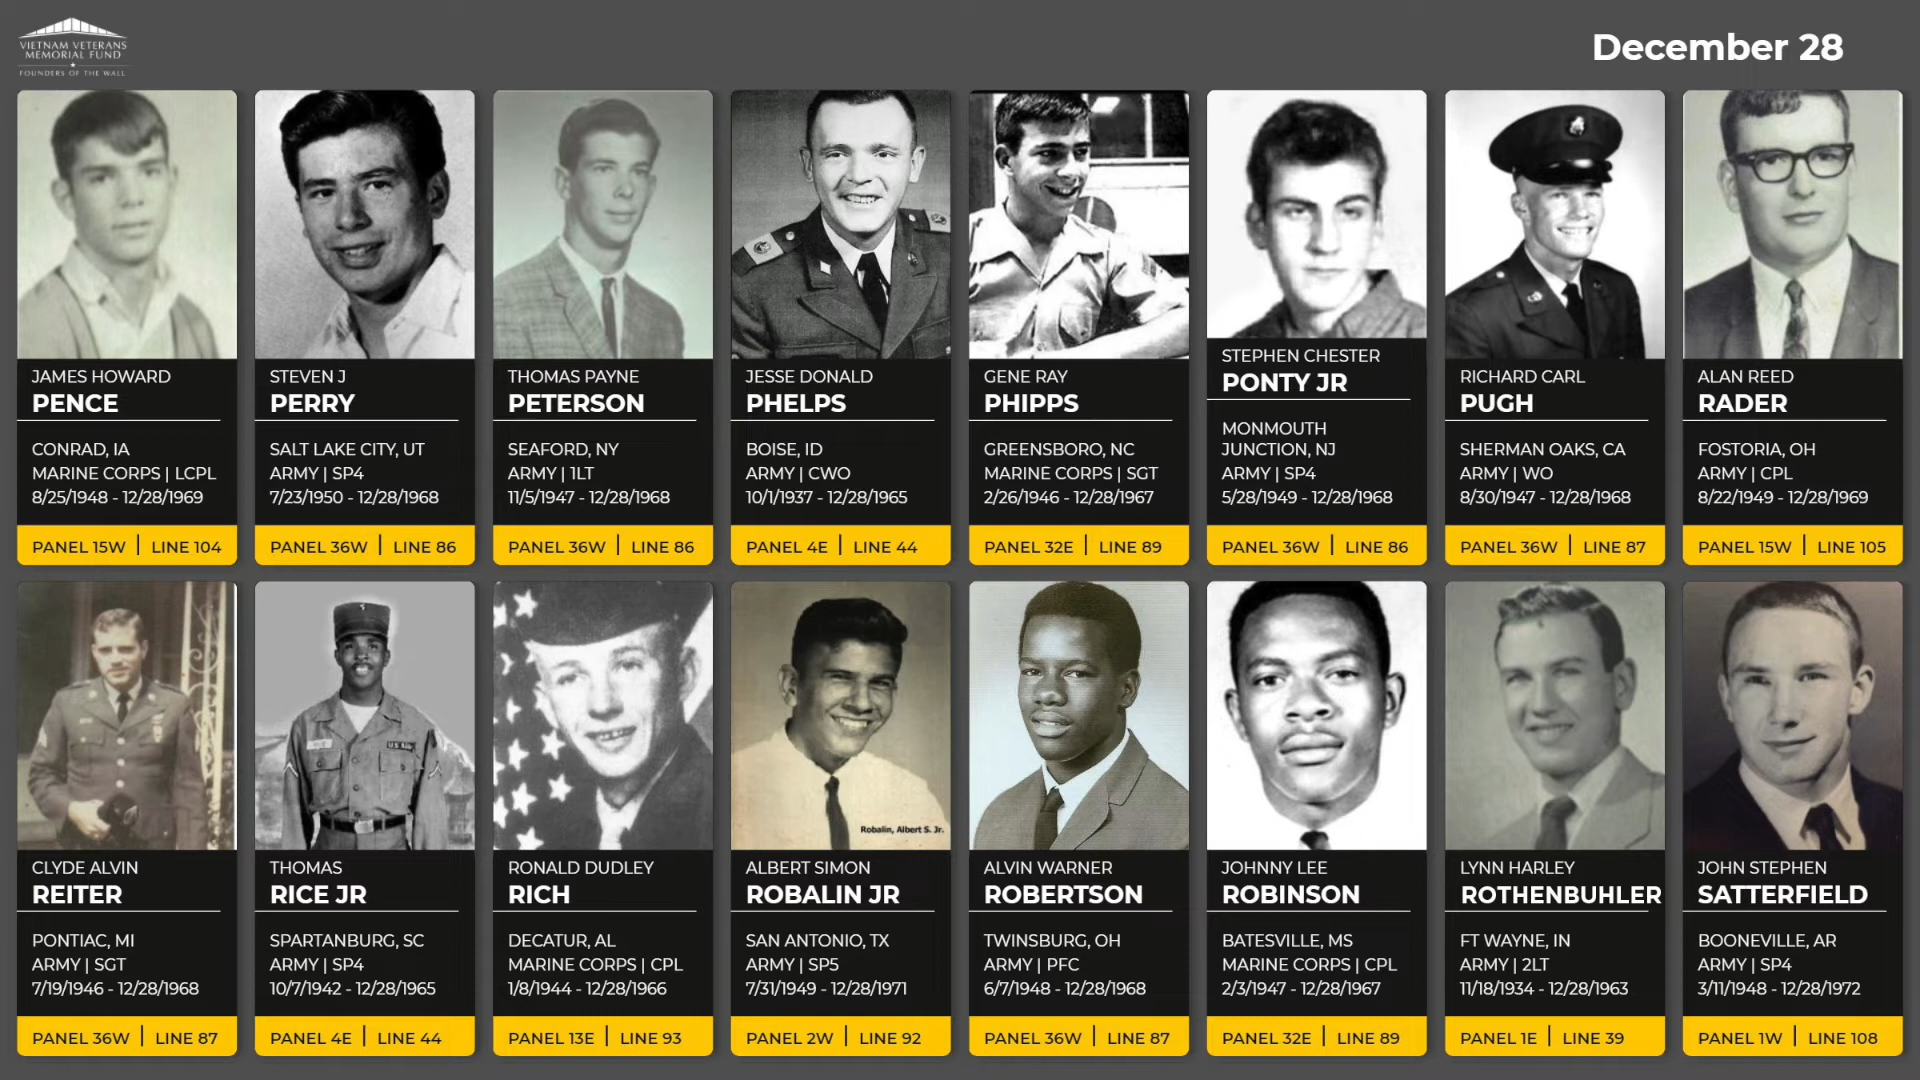 VIETNAM VETERANS
MEMORIAL FUND
FOUNDERS OF THE WALL
December 28
JAMES HOWARD
PENCE
CONRAD, IA
MARINE CORPS | LCPL
8/25/1948 - 12/28/1969
PANEL 15W | LINE 104
STEVEN J
PERRY
SALT LAKE CITY, UT
ARMY | SP4
7/23/1950 - 12/28/1968
PANEL 36W | LINE 86
THOMAS PAYNE
PETERSON
SEAFORD, NY
ARMY | 1LT
11/5/1947 - 12/28/1968
PANEL 36W | LINE 86
JESSE DONALD
PHELPS
BOISE, ID
ARMY | CWO
10/1/1937 - 12/28/1965
PANEL 4E | LINE 44
GENE RAY
PHIPPS
GREENSBORO, NC
MARINE CORPS | SGT
2/26/1946 - 12/28/1967
PANEL 32E | LINE 89
STEPHEN CHESTER
PONTY JR
MONMOUTH
JUNCTION, NJ
ARMY | SP4
5/28/1949 - 12/28/1968
PANEL 36W | LINE 86
RICHARD CARL
PUGH
SHERMAN OAKS, CA
ARMY | WO
8/30/1947 - 12/28/1968
PANEL 36W | LINE 87
ALAN REED
RADER
FOSTORIA, OH
ARMY | CPL
8/22/1949 - 12/28/1969
PANEL 15W | LINE 105
CLYDE ALVIN
REITER
PONTIAC, MI
ARMY | SGT
7/19/1946 - 12/28/1968
PANEL 36W | LINE 87
THOMAS
RICE JR
SPARTANBURG, SC
ARMY | SP4
10/7/1942 - 12/28/1965
PANEL 4E | LINE 44
RONALD DUDLEY
RICH
DECATUR, AL
MARINE CORPS | CPL
1/8/1944 - 12/28/1966
PANEL 13E | LINE 93
Robalin, Albert S. Jr.
ALBERT SIMON
ROBALIN JR
SAN ANTONIO, TX
ARMY | SP5
7/31/1949 - 12/28/1971
PANEL 2W | LINE 92
ALVIN WARNER
ROBERTSON
TWINSBURG, OH
ARMY | PFC
6/7/1948 - 12/28/1968
PANEL 36W | LINE 87
JOHNNY LEE
ROBINSON
BATESVILLE, MS
MARINE CORPS | CPL
2/3/1947 - 12/28/1967
PANEL 32E | LINE 89
LYNN HARLEY
ROTHENBUHLER
FT WAYNE, IN
ARMY | 2LT
11/18/1934 - 12/28/1963
PANEL 1E | LINE 39
JOHN STEPHEN
SATTERFIELD
BOONEVILLE, AR
ARMY | SP4
3/11/1948 - 12/28/1972
PANEL 1W | LINE 108